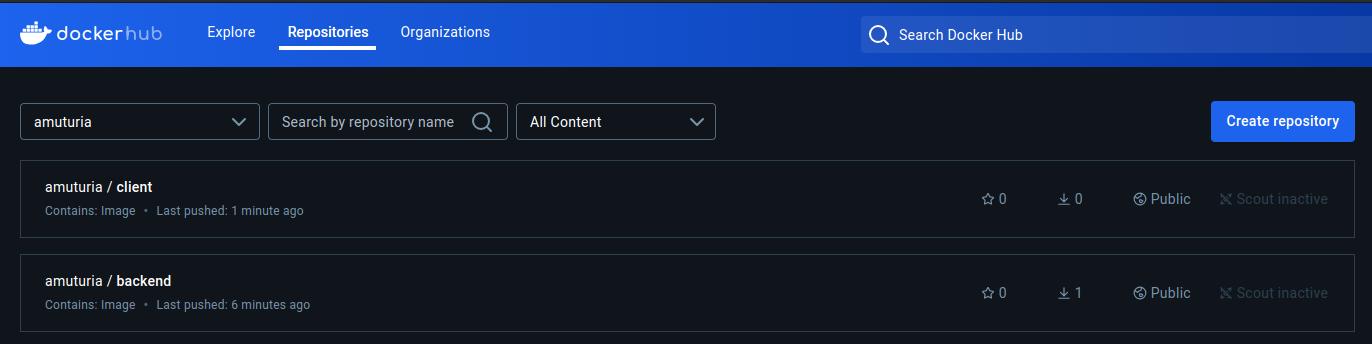 dockerhub Explore Repositories Organizations Search Docker Hub
amuturia Search by repository name All Content Create repository
amuturia / client
Contains: Image • Last pushed: 1 minute ago
0 0 Public Scout inactive
amuturia / backend
Contains: Image • Last pushed: 6 minutes ago
0 1 Public Scout inactive